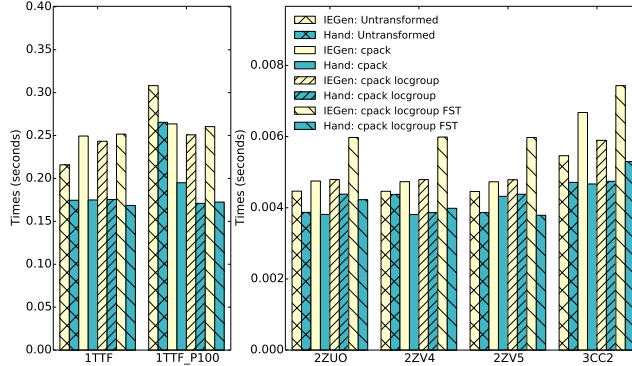 0.40
0.35
0.30
0.25
0.20
0.15
0.10
0.05
0.00
Times (seconds)
1TTF
1TTF_P100
0.008
0.006
0.004
0.002
0.000
Times (seconds)
IEGen: Untransformed
Hand: Untransformed
IEGen: cpack
Hand: cpack
IEGen: cpack locgroup
Hand: cpack locgroup
IEGen: cpack locgroup FST
Hand: cpack locgroup FST
2ZUO
2ZV4
2ZV5
3CC2